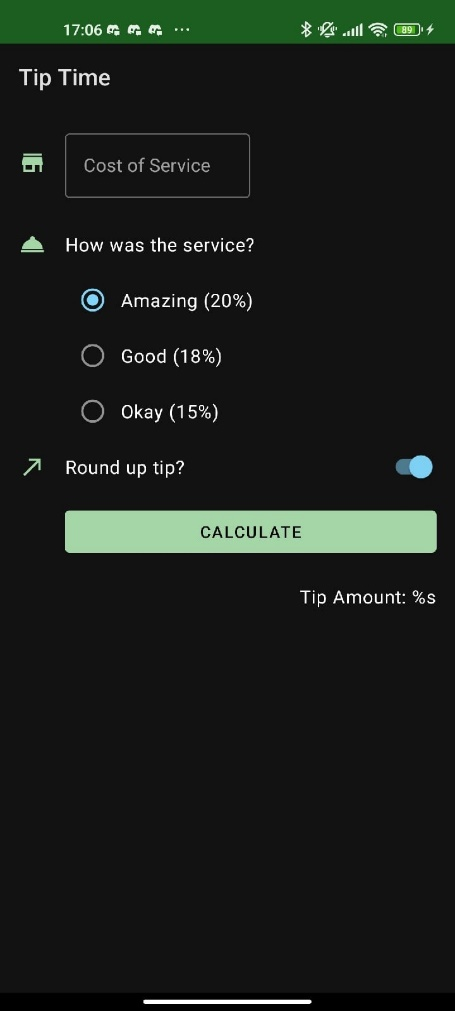 17:06 ... 89
Tip Time
Cost of Service
How was the service?
Amazing (20%)
Good (18%)
Okay (15%)
Round up tip?
CALCULATE
Tip Amount: %s